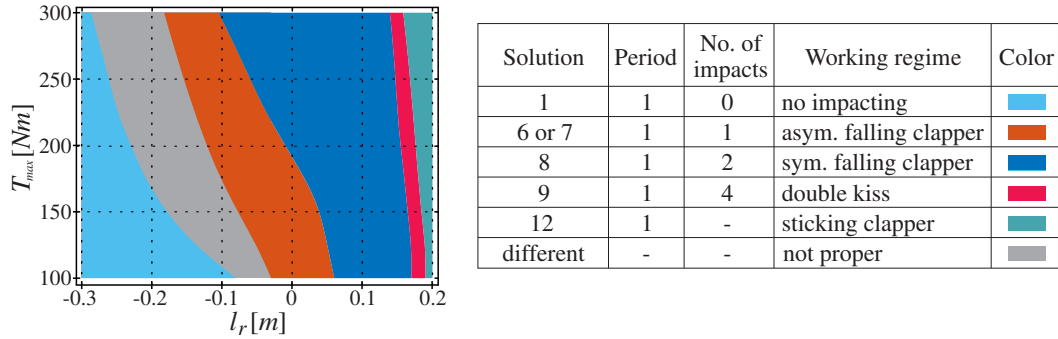 300
250
200
150
100
T_max [Nm]
-0.3 -0.2 -0.1 0 0.1 0.2
l_r [m]
Solution Period No. of impacts Working regime Color
1 1 0 no impacting
6 or 7 1 1 asym. falling clapper
8 1 2 sym. falling clapper
9 1 4 double kiss
12 1 - sticking clapper
different - - not proper